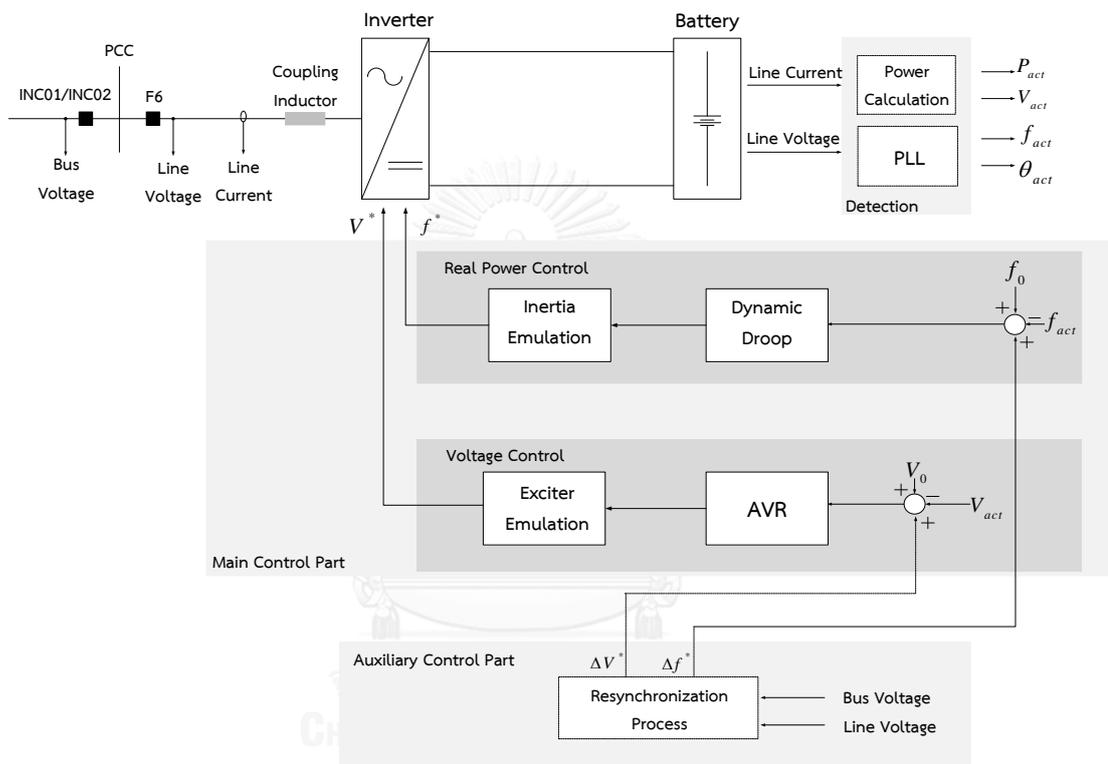 Inverter
Battery
PCC
INC01/INC02
F6
Coupling
Inductor
Bus
Voltage
Line
Voltage
Line
Current
Line Current
Line Voltage
Power
Calculation
PLL
Detection
P_act
V_act
f_act
θ_act
V*
f*
Real Power Control
Inertia
Emulation
Dynamic
Droop
f_0
+
−
f_act
+
Voltage Control
Exciter
Emulation
AVR
V_0
+
−
V_act
+
Main Control Part
Auxiliary Control Part
ΔV*
Δf*
Resynchronization
Process
Bus Voltage
Line Voltage